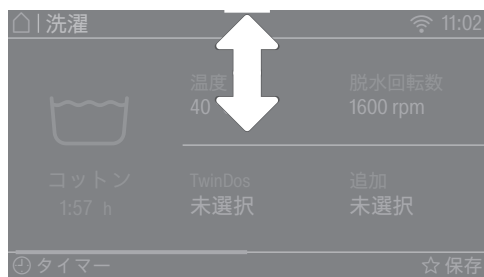 洗濯 11:02
温度 脱水回転数
40 1600 rpm
コットン TwinDos 追加
1:57 h 未選択 未選択
タイマー 保存